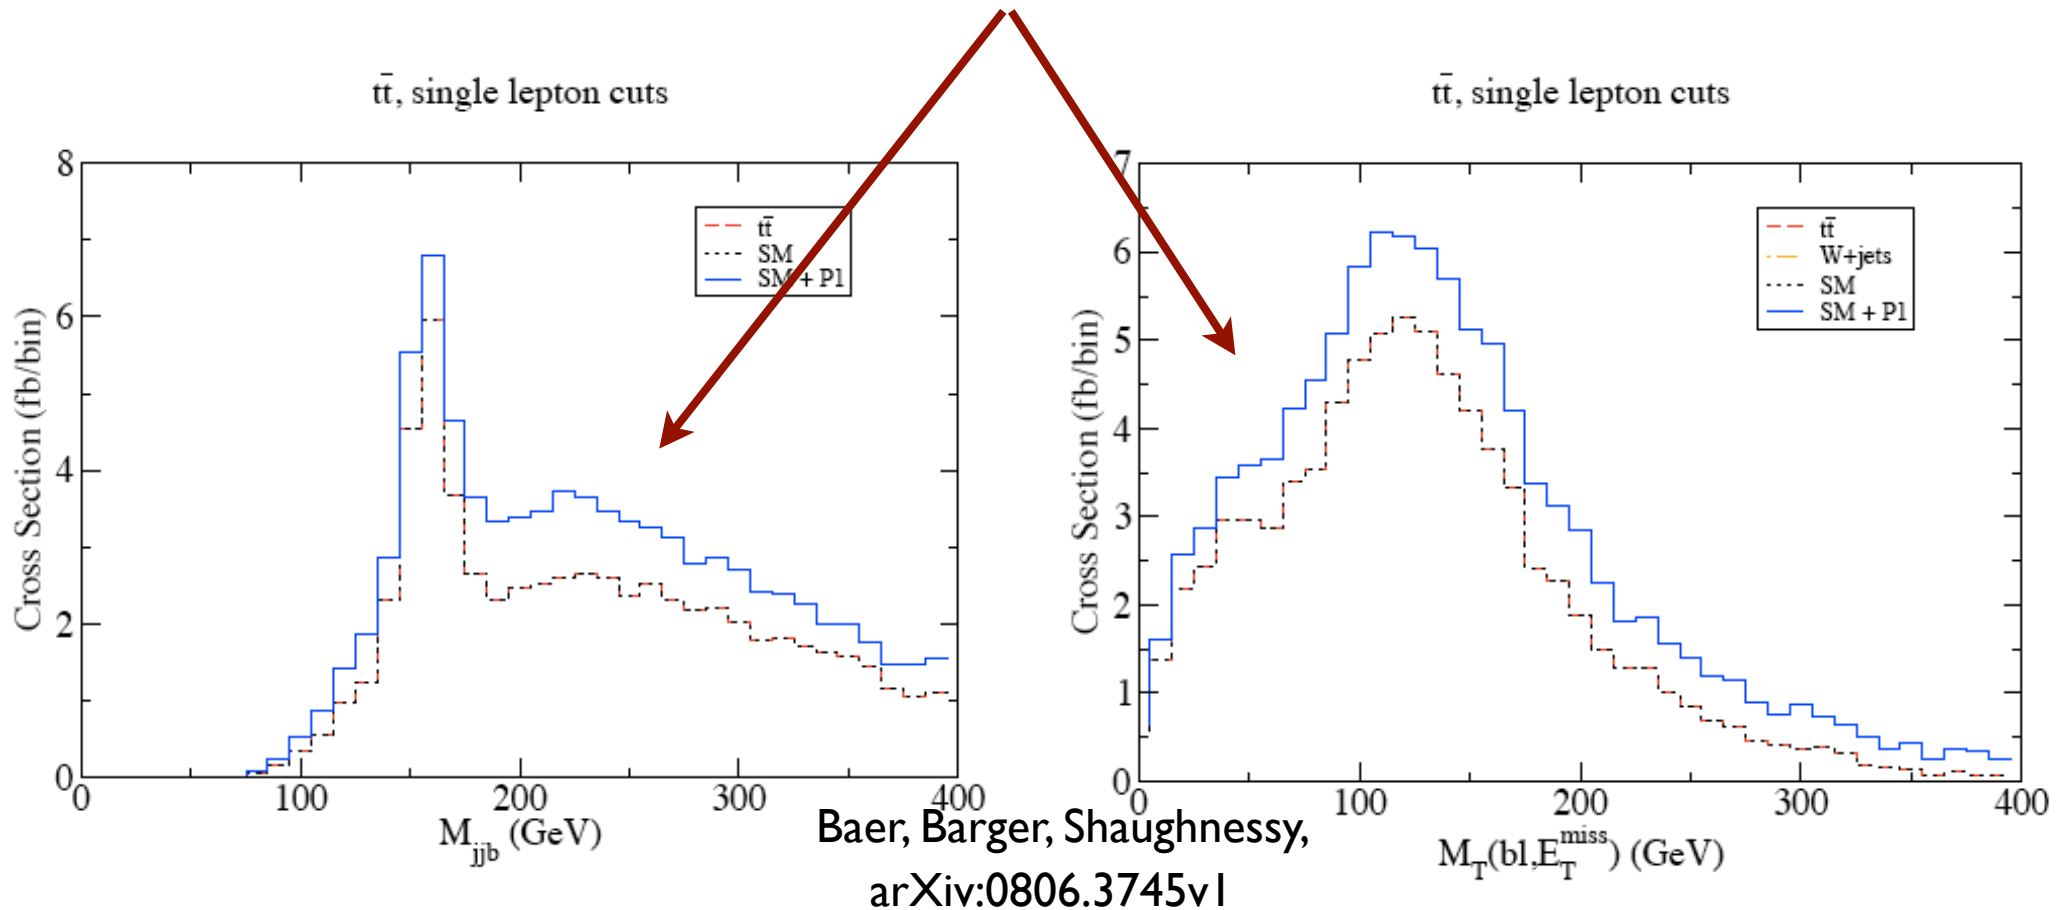 tt̄, single lepton cuts
8
6
4
2
0
0 100 200 300 400
Cross Section (fb/bin)
M_jjb (GeV)
tt̄
SM
SM + P1
tt̄, single lepton cuts
7
6
5
4
3
2
1
0
0 100 200 300 400
Cross Section (fb/bin)
M_T(bl,E_T^miss) (GeV)
tt̄
W+jets
SM
SM + P1
Baer, Barger, Shaughnessy,
arXiv:0806.3745v1